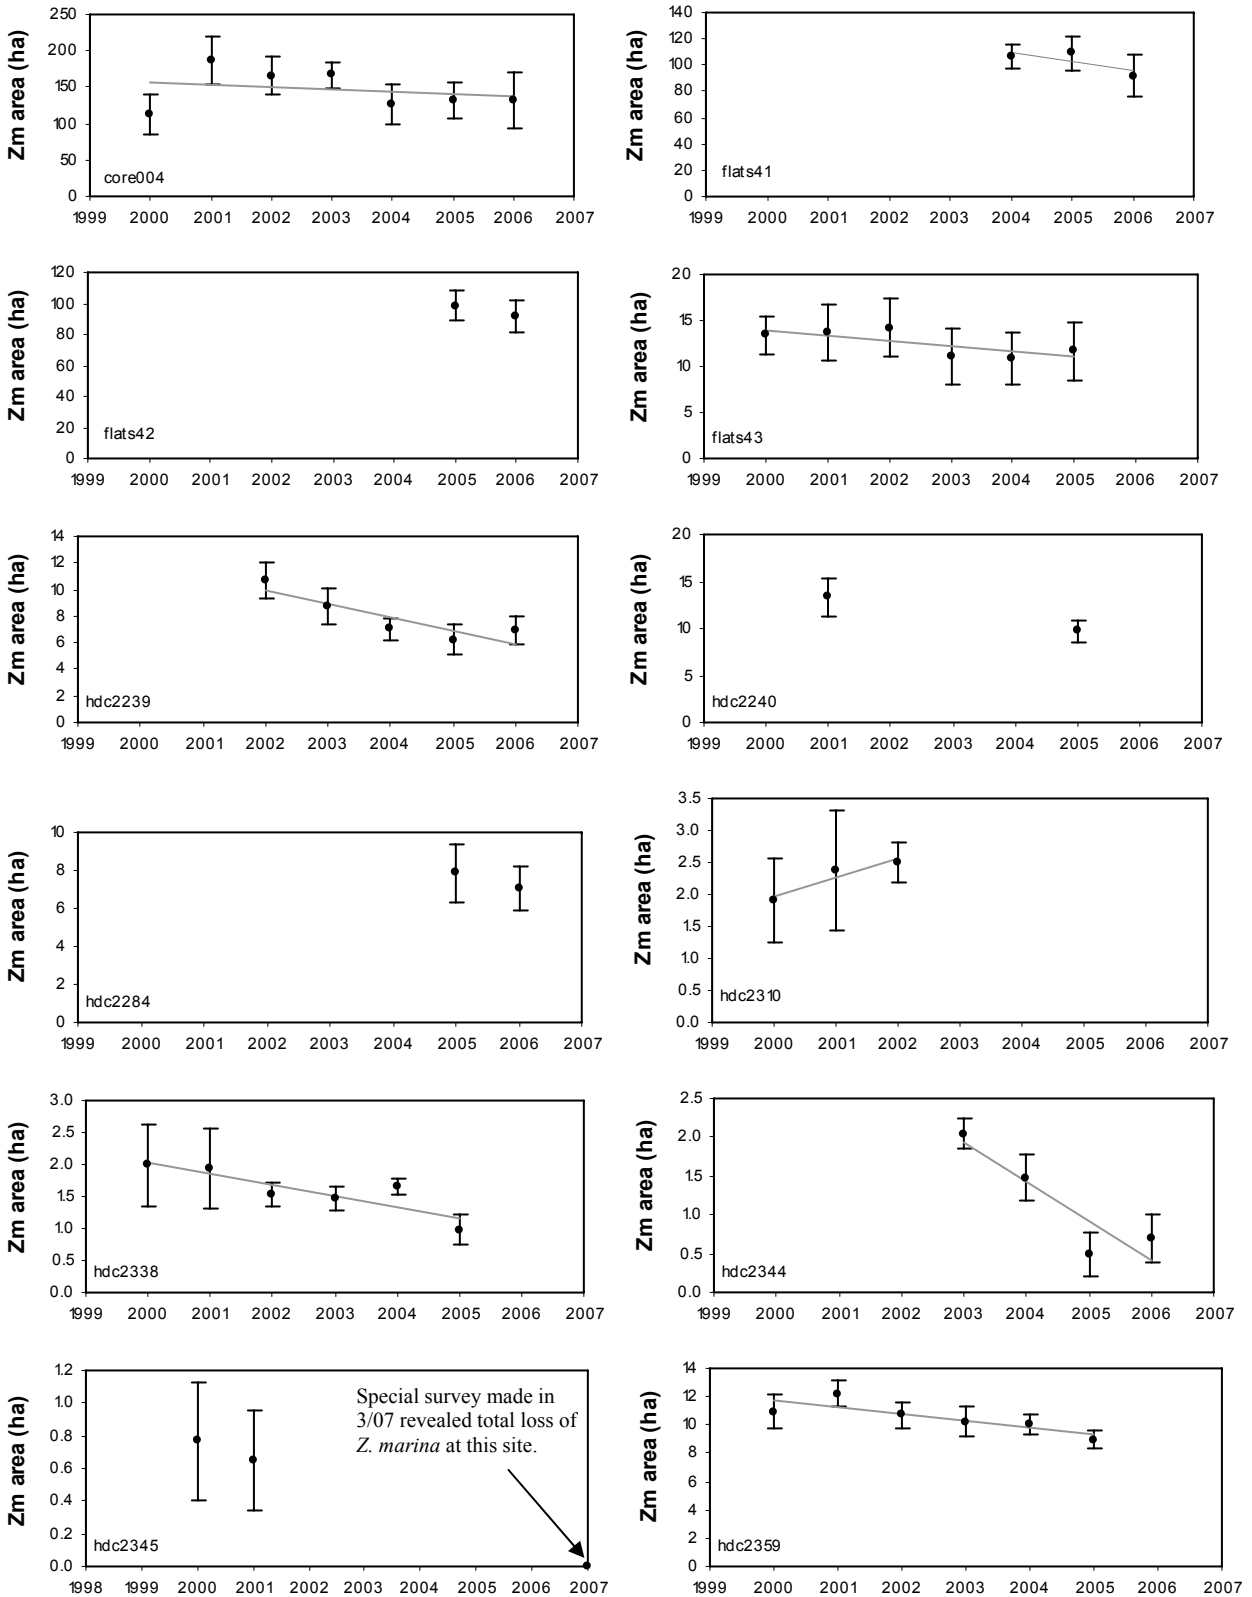 Zm area (ha)
250
200
150
100
50
0
core004
1999 2000 2001 2002 2003 2004 2005 2006 2007
Zm area (ha)
140
120
100
80
60
40
20
0
flats41
1999 2000 2001 2002 2003 2004 2005 2006 2007
Zm area (ha)
120
100
80
60
40
20
0
flats42
1999 2000 2001 2002 2003 2004 2005 2006 2007
Zm area (ha)
20
15
10
5
0
flats43
1999 2000 2001 2002 2003 2004 2005 2006 2007
Zm area (ha)
14
12
10
8
6
4
2
0
hdc2239
1999 2000 2001 2002 2003 2004 2005 2006 2007
Zm area (ha)
20
15
10
5
0
hdc2240
1999 2000 2001 2002 2003 2004 2005 2006 2007
Zm area (ha)
10
8
6
4
2
0
hdc2284
1999 2000 2001 2002 2003 2004 2005 2006 2007
Zm area (ha)
3.5
3.0
2.5
2.0
1.5
1.0
0.5
0.0
hdc2310
1999 2000 2001 2002 2003 2004 2005 2006 2007
Zm area (ha)
3.0
2.5
2.0
1.5
1.0
0.5
0.0
hdc2338
1999 2000 2001 2002 2003 2004 2005 2006 2007
Zm area (ha)
2.5
2.0
1.5
1.0
0.5
0.0
hdc2344
1999 2000 2001 2002 2003 2004 2005 2006 2007
Zm area (ha)
1.2
1.0
0.8
0.6
0.4
0.2
0.0
Special survey made in
3/07 revealed total loss of
Z. marina at this site.
hdc2345
1998 1999 2000 2001 2002 2003 2004 2005 2006 2007
Zm area (ha)
14
12
10
8
6
4
2
0
hdc2359
1999 2000 2001 2002 2003 2004 2005 2006 2007